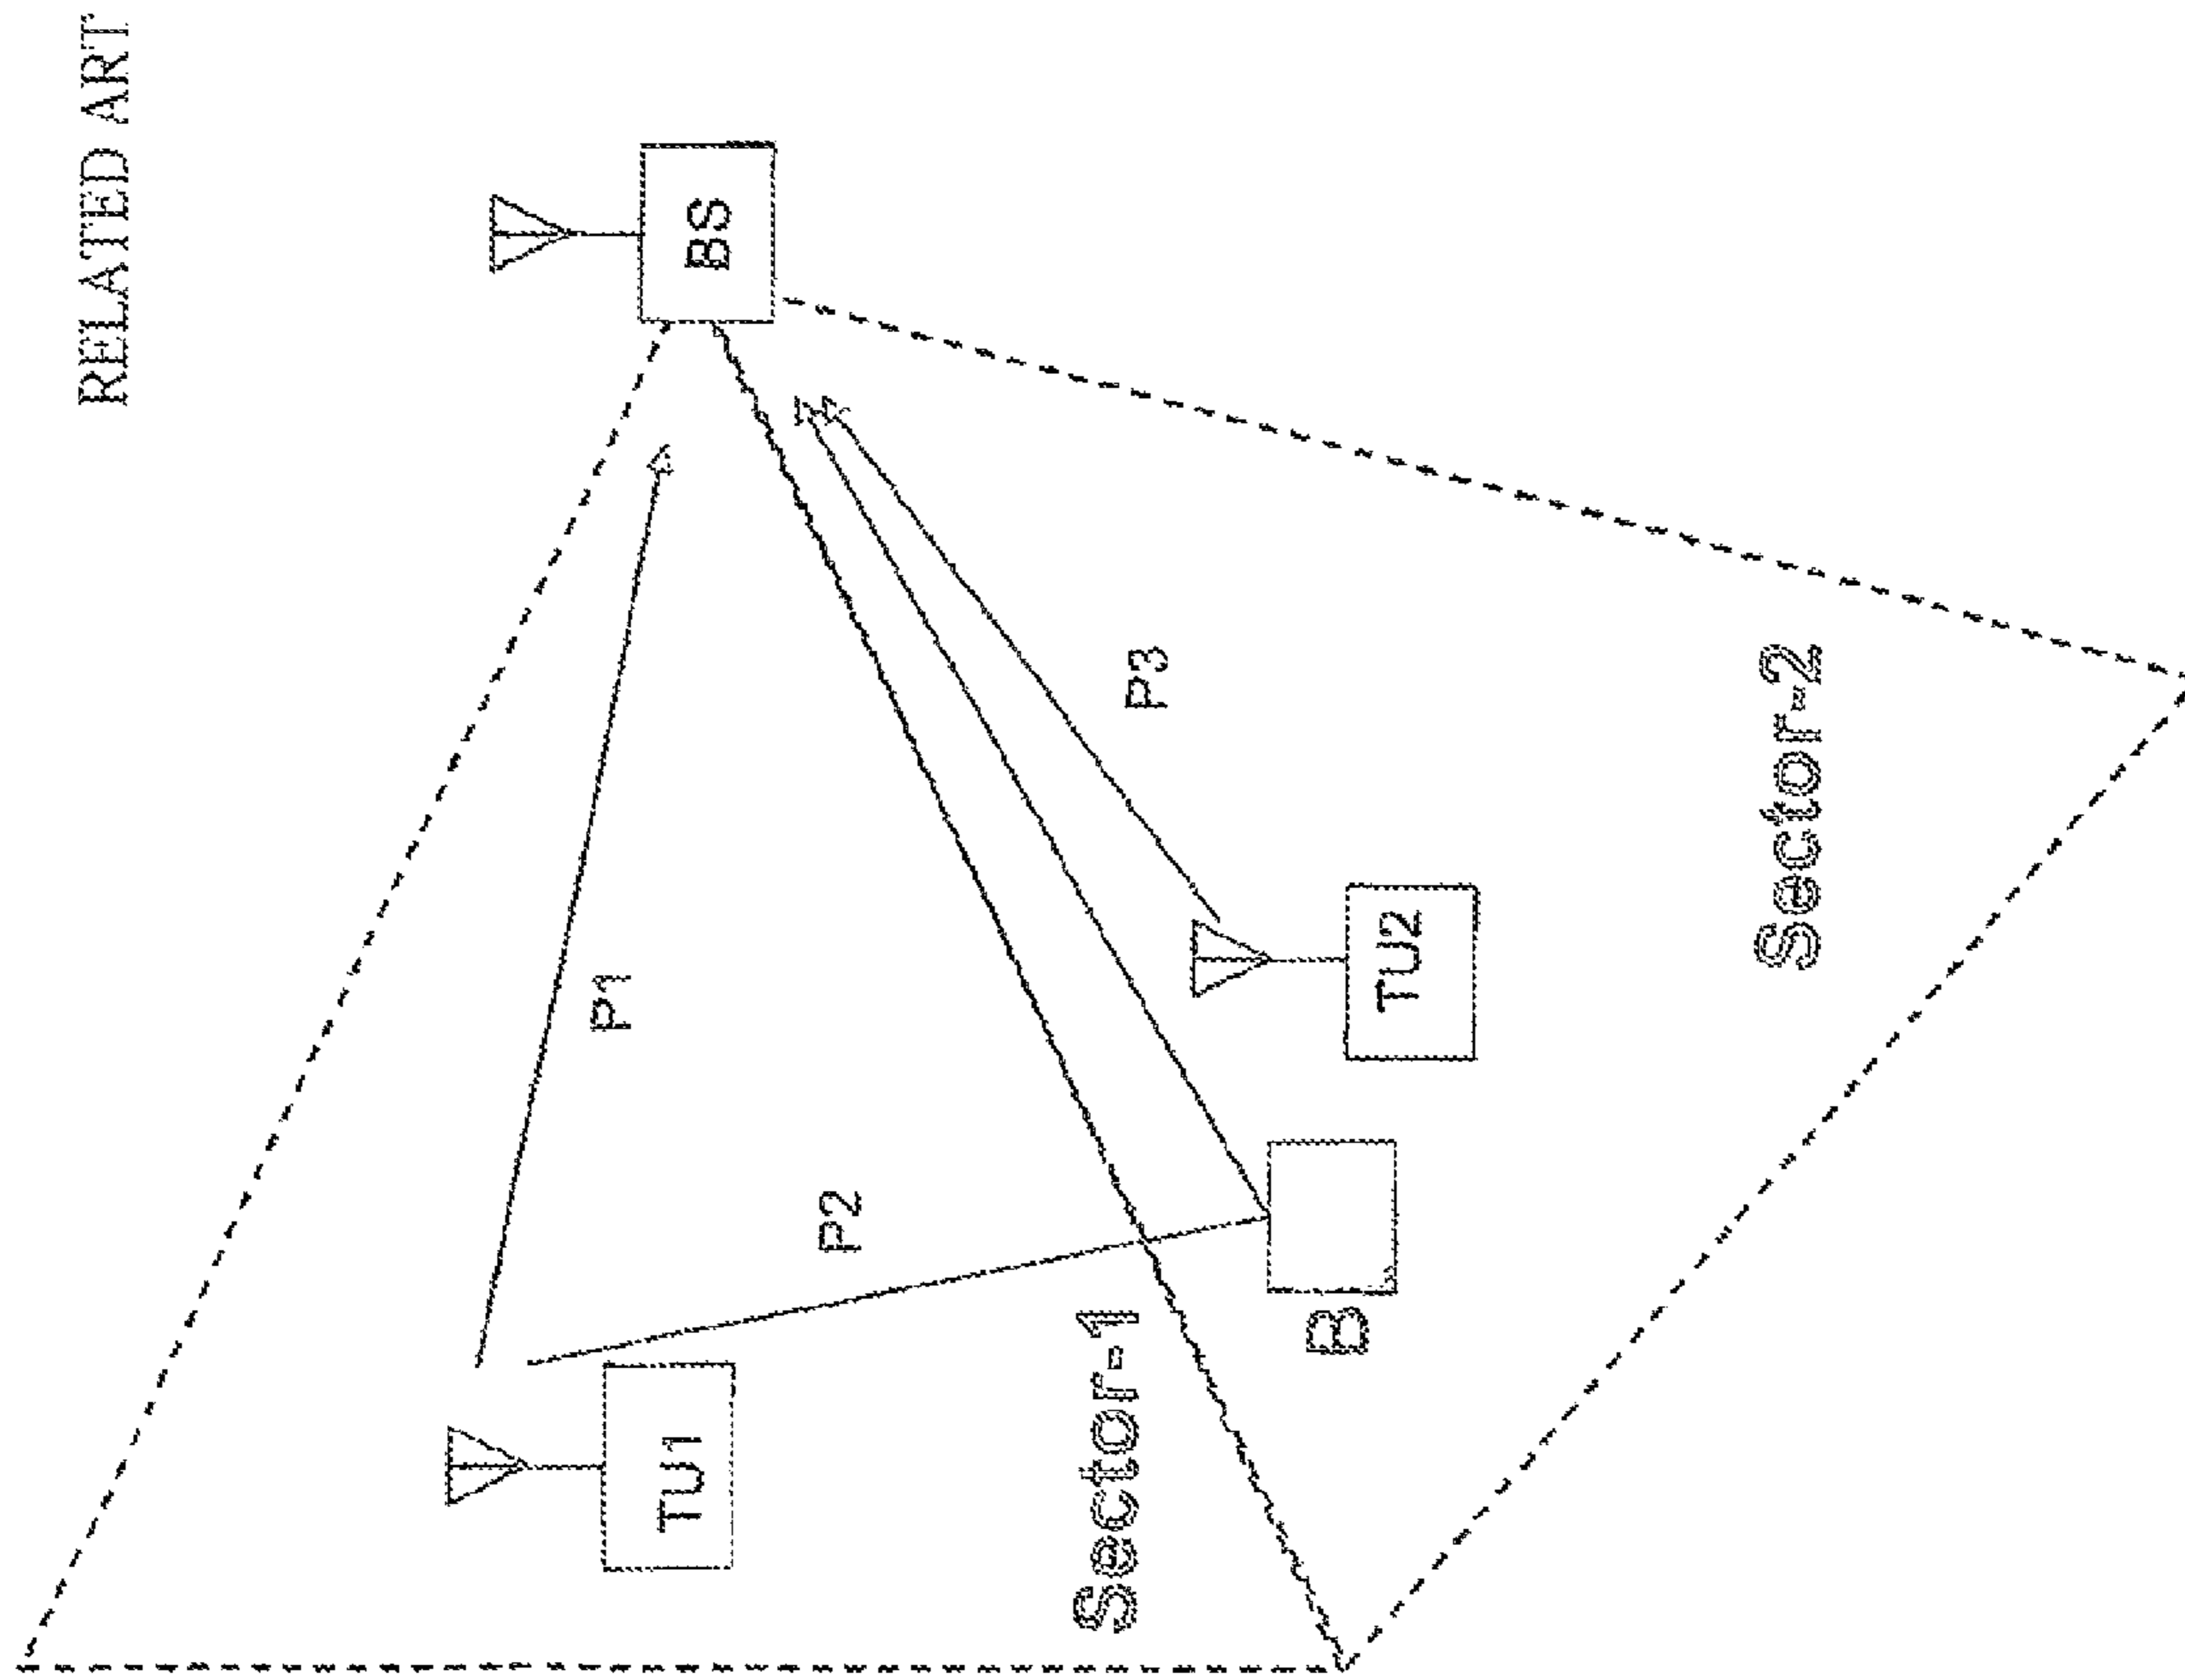 RELATED ART
BS
P1
P3
P2
TU2
TU1
B
Sector-1
Sector-2